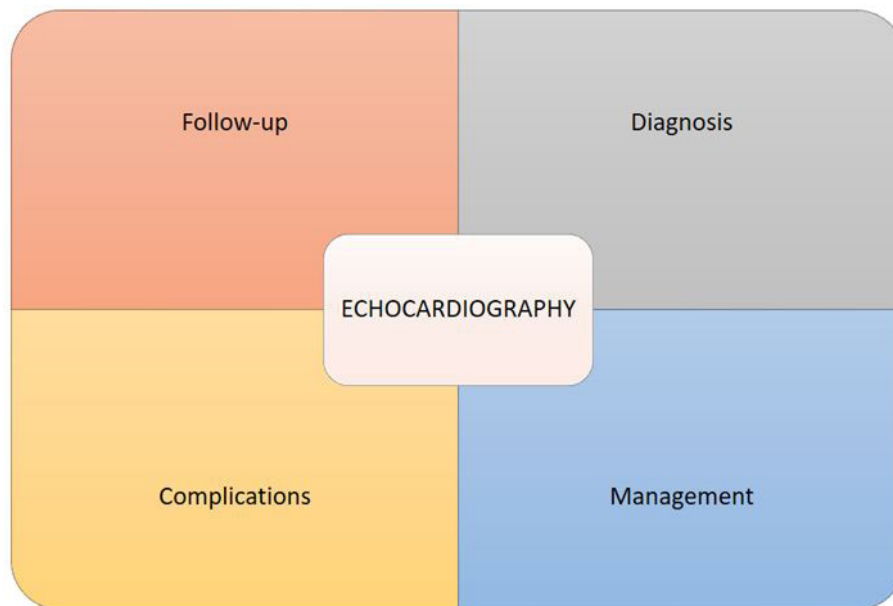 Follow-up
Diagnosis
ECHOCARDIOGRAPHY
Complications
Management